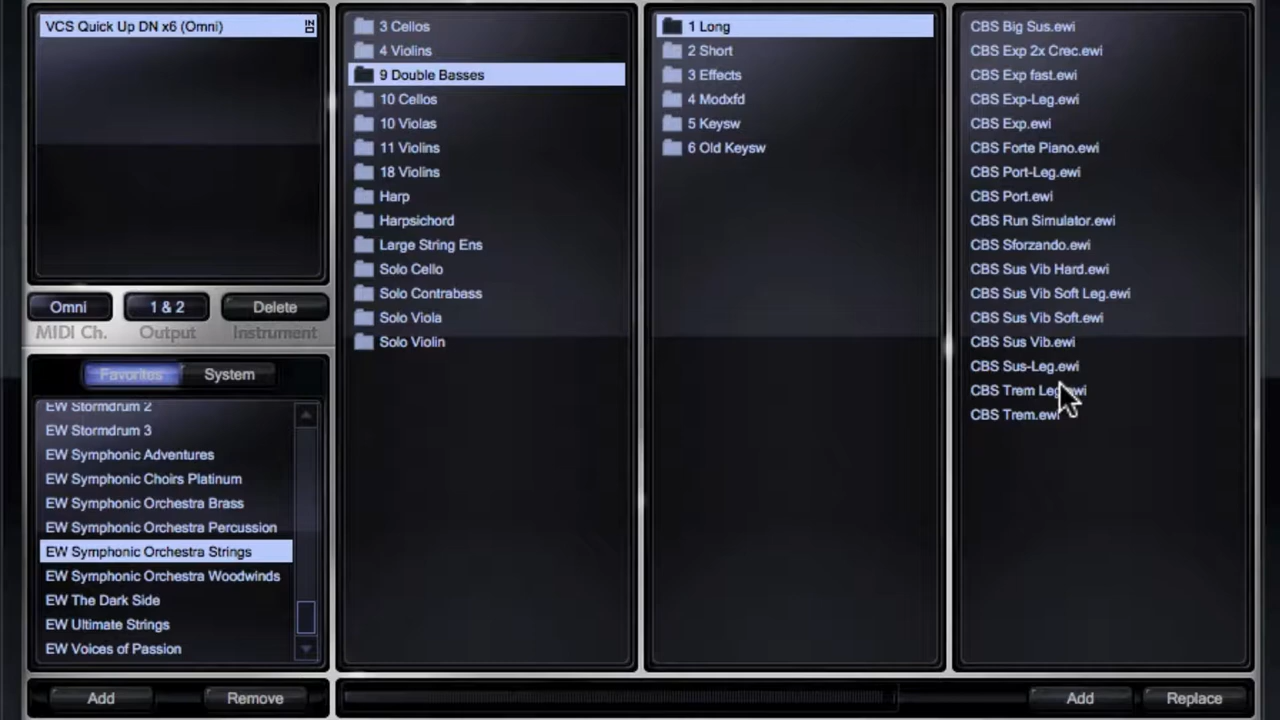 VCS Quick Up DN x6 (Omni)
Omni
1 & 2
Delete
MIDI Ch.
Output
Instrument
Favorites
System
EW Stormdrum 2
EW Stormdrum 3
EW Symphonic Adventures
EW Symphonic Choirs Platinum
EW Symphonic Orchestra Brass
EW Symphonic Orchestra Percussion
EW Symphonic Orchestra Strings
EW Symphonic Orchestra Woodwinds
EW The Dark Side
EW Ultimate Strings
EW Voices of Passion
Add
Remove
3 Cellos
4 Violins
9 Double Basses
10 Cellos
10 Violas
11 Violins
18 Violins
Harp
Harpsichord
Large String Ens
Solo Cello
Solo Contrabass
Solo Viola
Solo Violin
1 Long
2 Short
3 Effects
4 Modxfd
5 Keysw
6 Old Keysw
CBS Big Sus.ewi
CBS Exp 2x Crec.ewi
CBS Exp fast.ewi
CBS Exp-Leg.ewi
CBS Exp.ewi
CBS Forte Piano.ewi
CBS Port-Leg.ewi
CBS Port.ewi
CBS Run Simulator.ewi
CBS Sforzando.ewi
CBS Sus Vib Hard.ewi
CBS Sus Vib Soft Leg.ewi
CBS Sus Vib Soft.ewi
CBS Sus Vib.ewi
CBS Sus-Leg.ewi
CBS Trem Leg.ewi
CBS Trem.ewi
Add
Replace